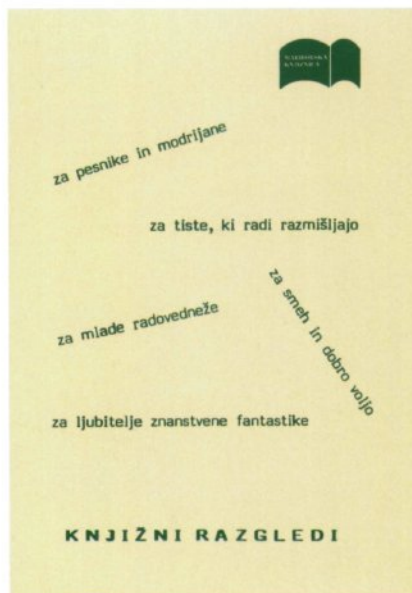 KNJIŽNICA
za pesnike in modrijane
za tiste, ki radi razmišljajo
za smeh in dobro voljo
za mlade radovedneže
za ljubitelje znanstvene fantastike
KNJIŽNI RAZGLEDI